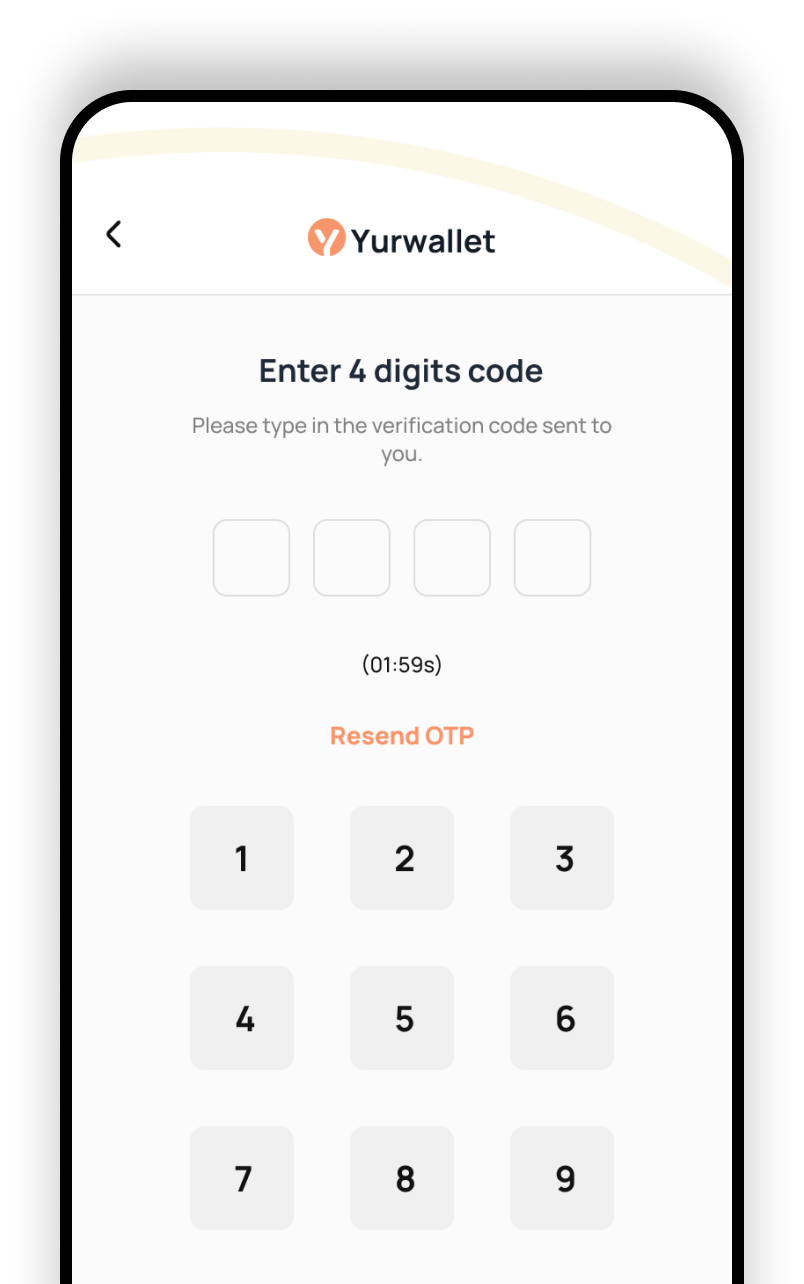 Yurwallet
Enter 4 digits code
Please type in the verification code sent to
you.
(01:59s)
Resend OTP
1 2 3
4 5 6
7 8 9